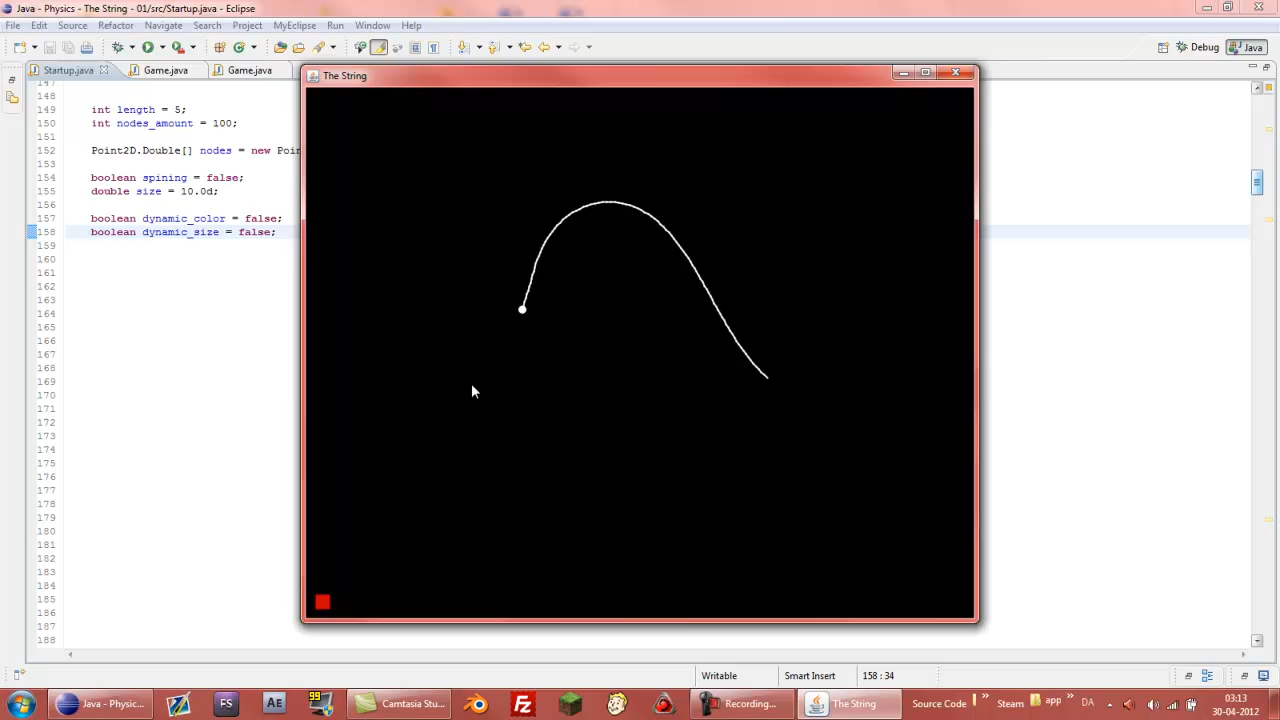 Java - Physics - The String - 01/src/Startup.java - Eclipse
File Edit Source Refactor Navigate Search Project MyEclipse Run Window Help
Debug Java
Startup.java Game.java Game.java
The String
147
148
149 int length = 5;
150 int nodes_amount = 100;
151
152 Point2D.Double[] nodes = new Poin
153
154 boolean spining = false;
155 double size = 10.0d;
156
157 boolean dynamic_color = false;
158 boolean dynamic_size = false;
159
160
161
162
163
164
165
166
167
168
169
170
171
172
173
174
175
176
177
178
179
180
181
182
183
184
185
186
187
188
Writable Smart Insert 158 : 34
Java - Physic... FS AE 99 Camtasia Stu... Fz Recording... The String Source Code » Steam app » DA 03:13
30-04-2012